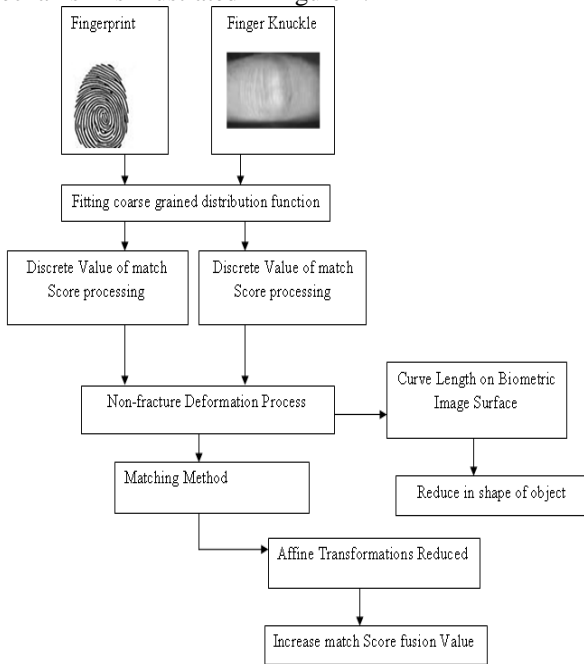 Fingerprint
Finger Knuckle
Fitting coarse grained distribution function
Discrete Value of match
Score processing
Discrete Value of match
Score processing
Non-fracture Deformation Process
Curve Length on Biometric
Image Surface
Matching Method
Reduce in shape of object
Affine Transformations Reduced
Increase match Score fusion Value